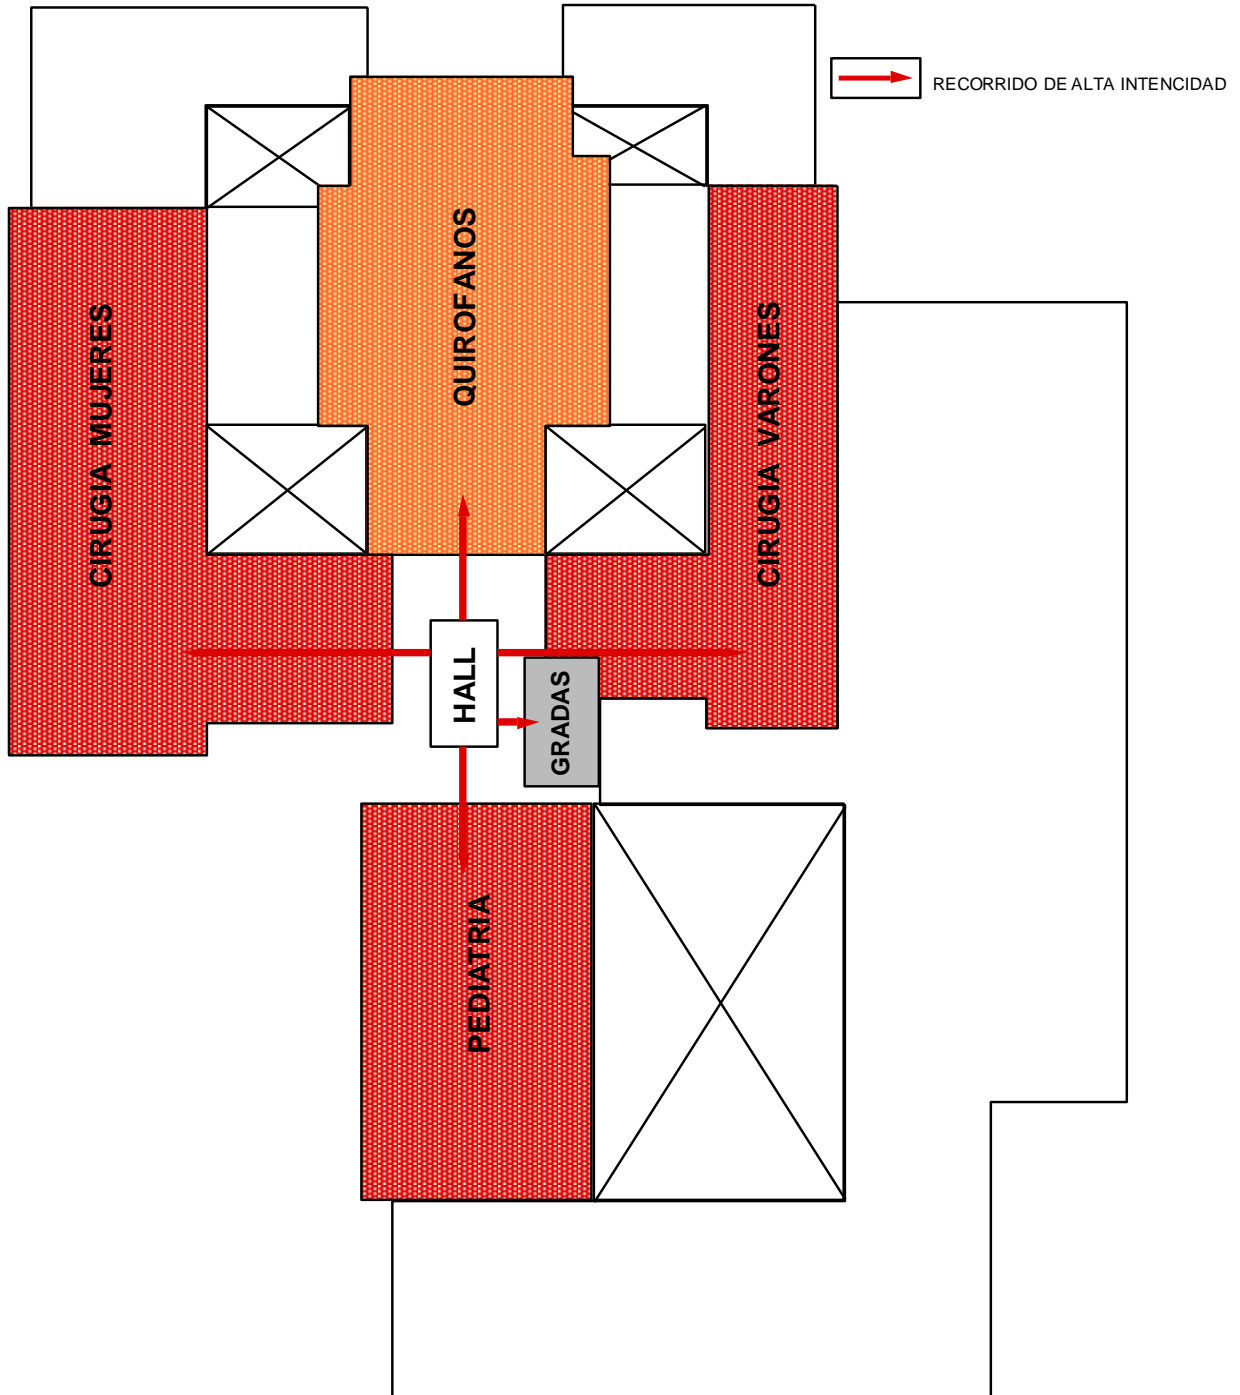 RECORRIDO DE ALTA INTENCIDAD
QUIROFANOS
CIRUGIA MUJERES
CIRUGIA VARONES
HALL
GRADAS
PEDIATRIA